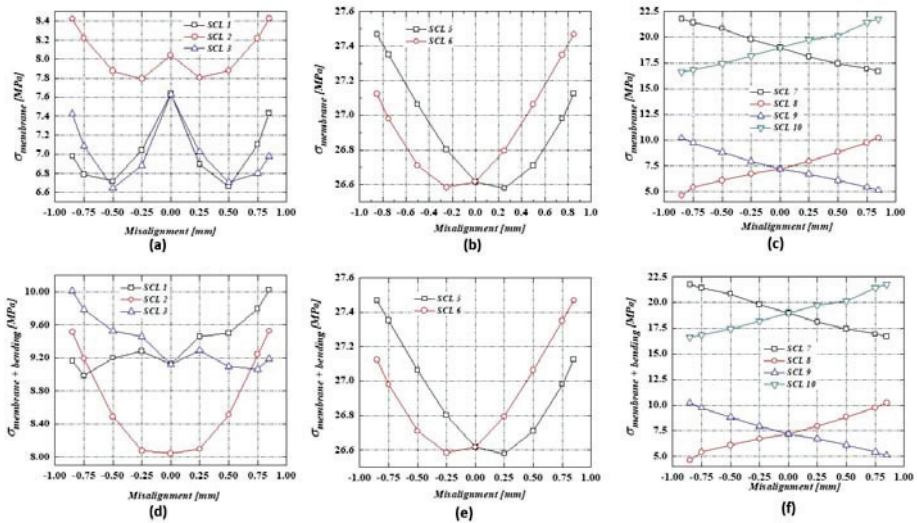 σmembrane [MPa]
8.4
8.1
7.8
7.6
7.2
6.9
6.6
SCL 1
SCL 2
SCL 3
-1.00 -0.75 -0.50 -0.25 0.00 0.25 0.50 0.75 1.00
Misalignment [mm]
(a)
σmembrane [MPa]
27.6
27.4
27.2
27.0
26.8
26.6
SCL 5
SCL 6
-1.0 -0.8 -0.6 -0.4 -0.2 0.0 0.2 0.4 0.6 0.8 1.0
Misalignment [mm]
(b)
σmembrane [MPa]
22.5
20.0
17.5
15.0
12.5
10.0
7.5
5.0
SCL 7
SCL 8
SCL 9
SCL 10
-1.00 -0.75 -0.50 -0.25 0.00 0.25 0.50 0.75 1.00
Misalignment [mm]
(c)
σmembrane + bending [MPa]
10.00
9.60
9.20
8.80
8.40
8.00
SCL 1
SCL 2
SCL 3
-1.00 -0.75 -0.50 -0.25 0.00 0.25 0.50 0.75 1.00
Misalignment [mm]
(d)
σmembrane + bending [MPa]
27.6
27.4
27.2
27.0
26.8
26.6
SCL 5
SCL 6
-1.0 -0.8 -0.6 -0.4 -0.2 0.0 0.2 0.4 0.6 0.8 1.0
Misalignment [mm]
(e)
σmembrane + bending [MPa]
22.5
20.0
17.5
15.0
12.5
10.0
7.5
5.0
SCL 7
SCL 8
SCL 9
SCL 10
-1.00 -0.75 -0.50 -0.25 0.00 0.25 0.50 0.75 1.00
Misalignment [mm]
(f)